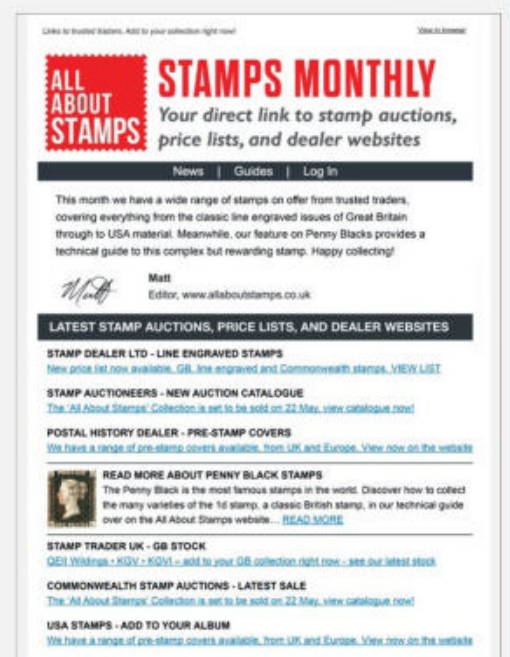 Links to trusted traders. Add to your collection right now!
View in browser
ALL
ABOUT
STAMPS
STAMPS MONTHLY
Your direct link to stamp auctions,
price lists, and dealer websites
News | Guides | Log In
This month we have a wide range of stamps on offer from trusted traders,
covering everything from the classic line engraved issues of Great Britain
through to USA material. Meanwhile, our feature on Penny Blacks provides a
technical guide to this complex but rewarding stamp. Happy collecting!
Matt
Matt
Editor, www.allaboutstamps.co.uk
LATEST STAMP AUCTIONS, PRICE LISTS, AND DEALER WEBSITES
STAMP DEALER LTD - LINE ENGRAVED STAMPS
New price list now available, GB, line engraved and Commonwealth stamps, VIEW LIST
STAMP AUCTIONEERS - NEW AUCTION CATALOGUE
The 'All About Stamps' Collection is set to be sold on 22 May, view catalogue now!
POSTAL HISTORY DEALER - PRE-STAMP COVERS
We have a range of pre-stamp covers available, from UK and Europe. View now on the website
READ MORE ABOUT PENNY BLACK STAMPS
The Penny Black is the most famous stamps in the world. Discover how to collect
the many varieties of the 1d stamp, a classic British stamp, in our technical guide
over on the All About Stamps website... READ MORE
STAMP TRADER UK - GB STOCK
QEII Wildings • KGV • KGVI – add to your GB collection right now - see our latest stock
COMMONWEALTH STAMP AUCTIONS - LATEST SALE
The 'All About Stamps' Collection is set to be sold on 22 May, view catalogue now!
USA STAMPS - ADD TO YOUR ALBUM
We have a range of pre-stamp covers available, from UK and Europe. View now on the website